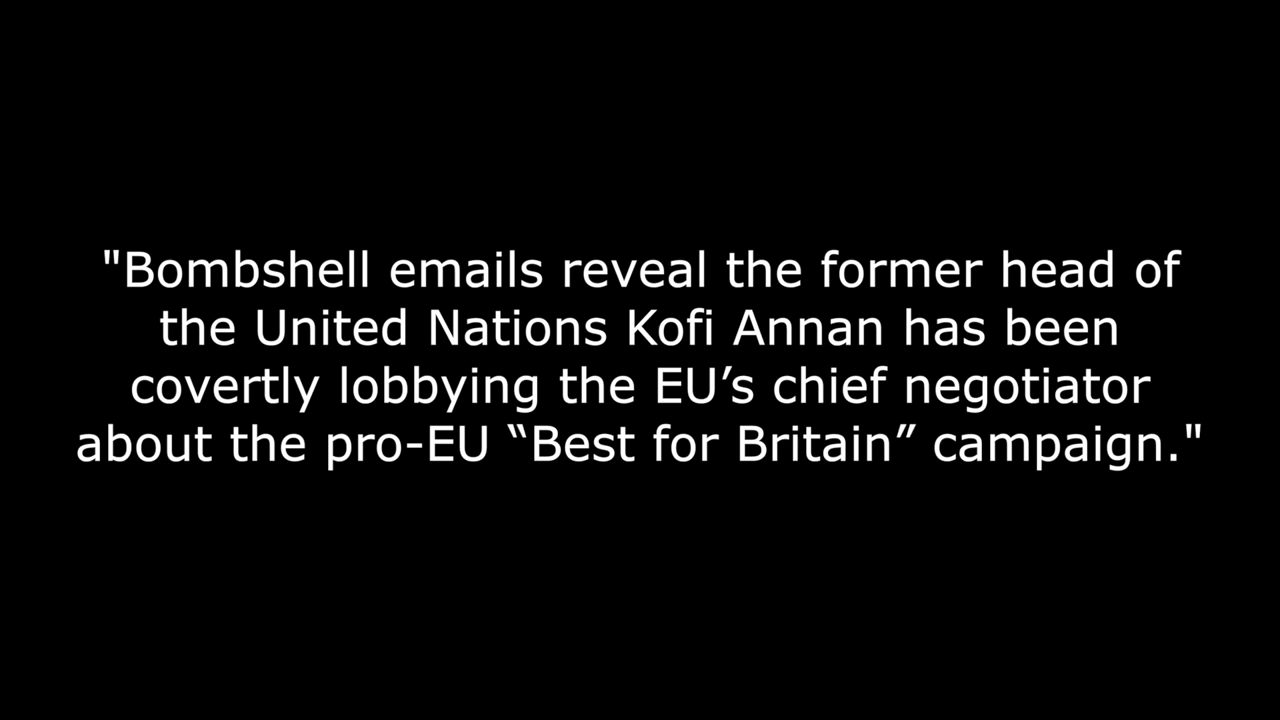 "Bombshell emails reveal the former head of
the United Nations Kofi Annan has been
covertly lobbying the EU’s chief negotiator
about the pro-EU “Best for Britain” campaign."